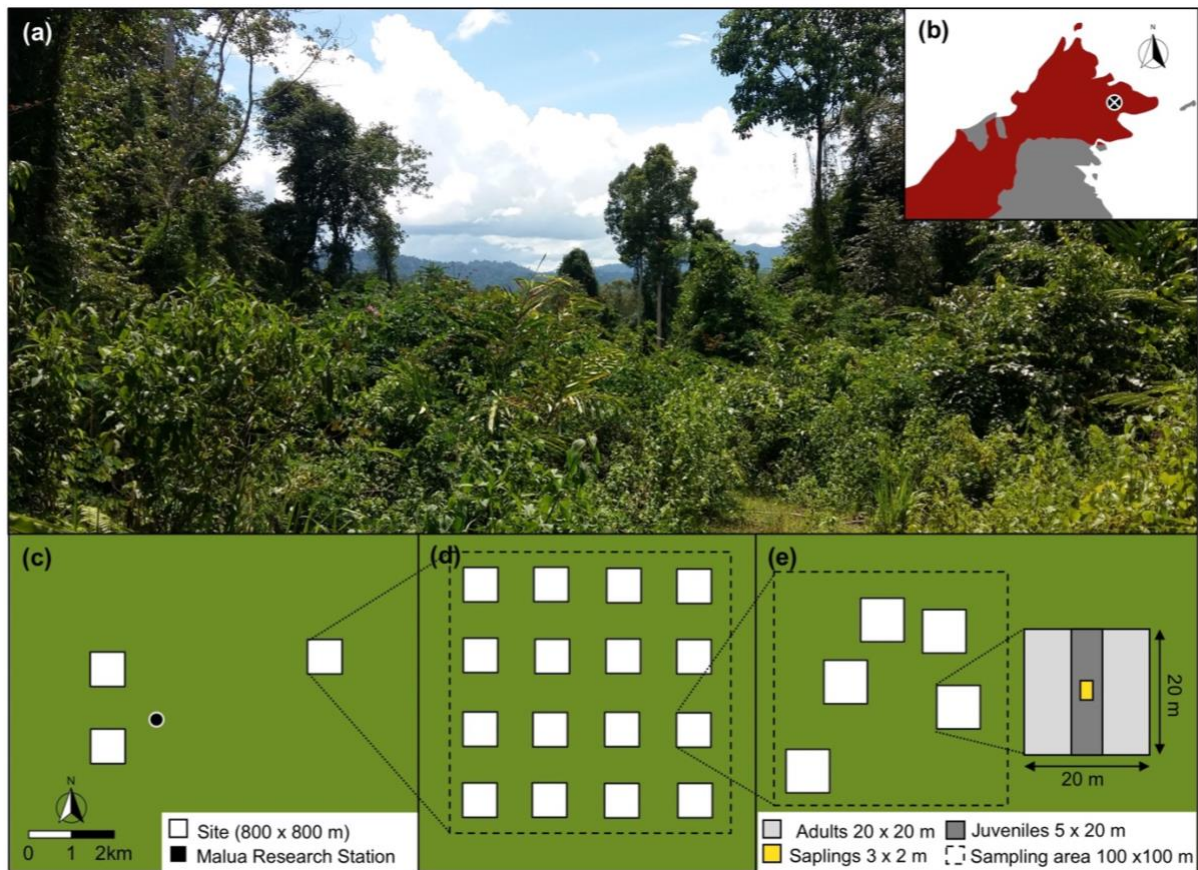 (a)
(b)
N
(c)
(d)
(e)
20 m
20 m
N
0 1 2km
Site (800 x 800 m)
Malua Research Station
Adults 20 x 20 m
Juveniles 5 x 20 m
Saplings 3 x 2 m
Sampling area 100 x100 m